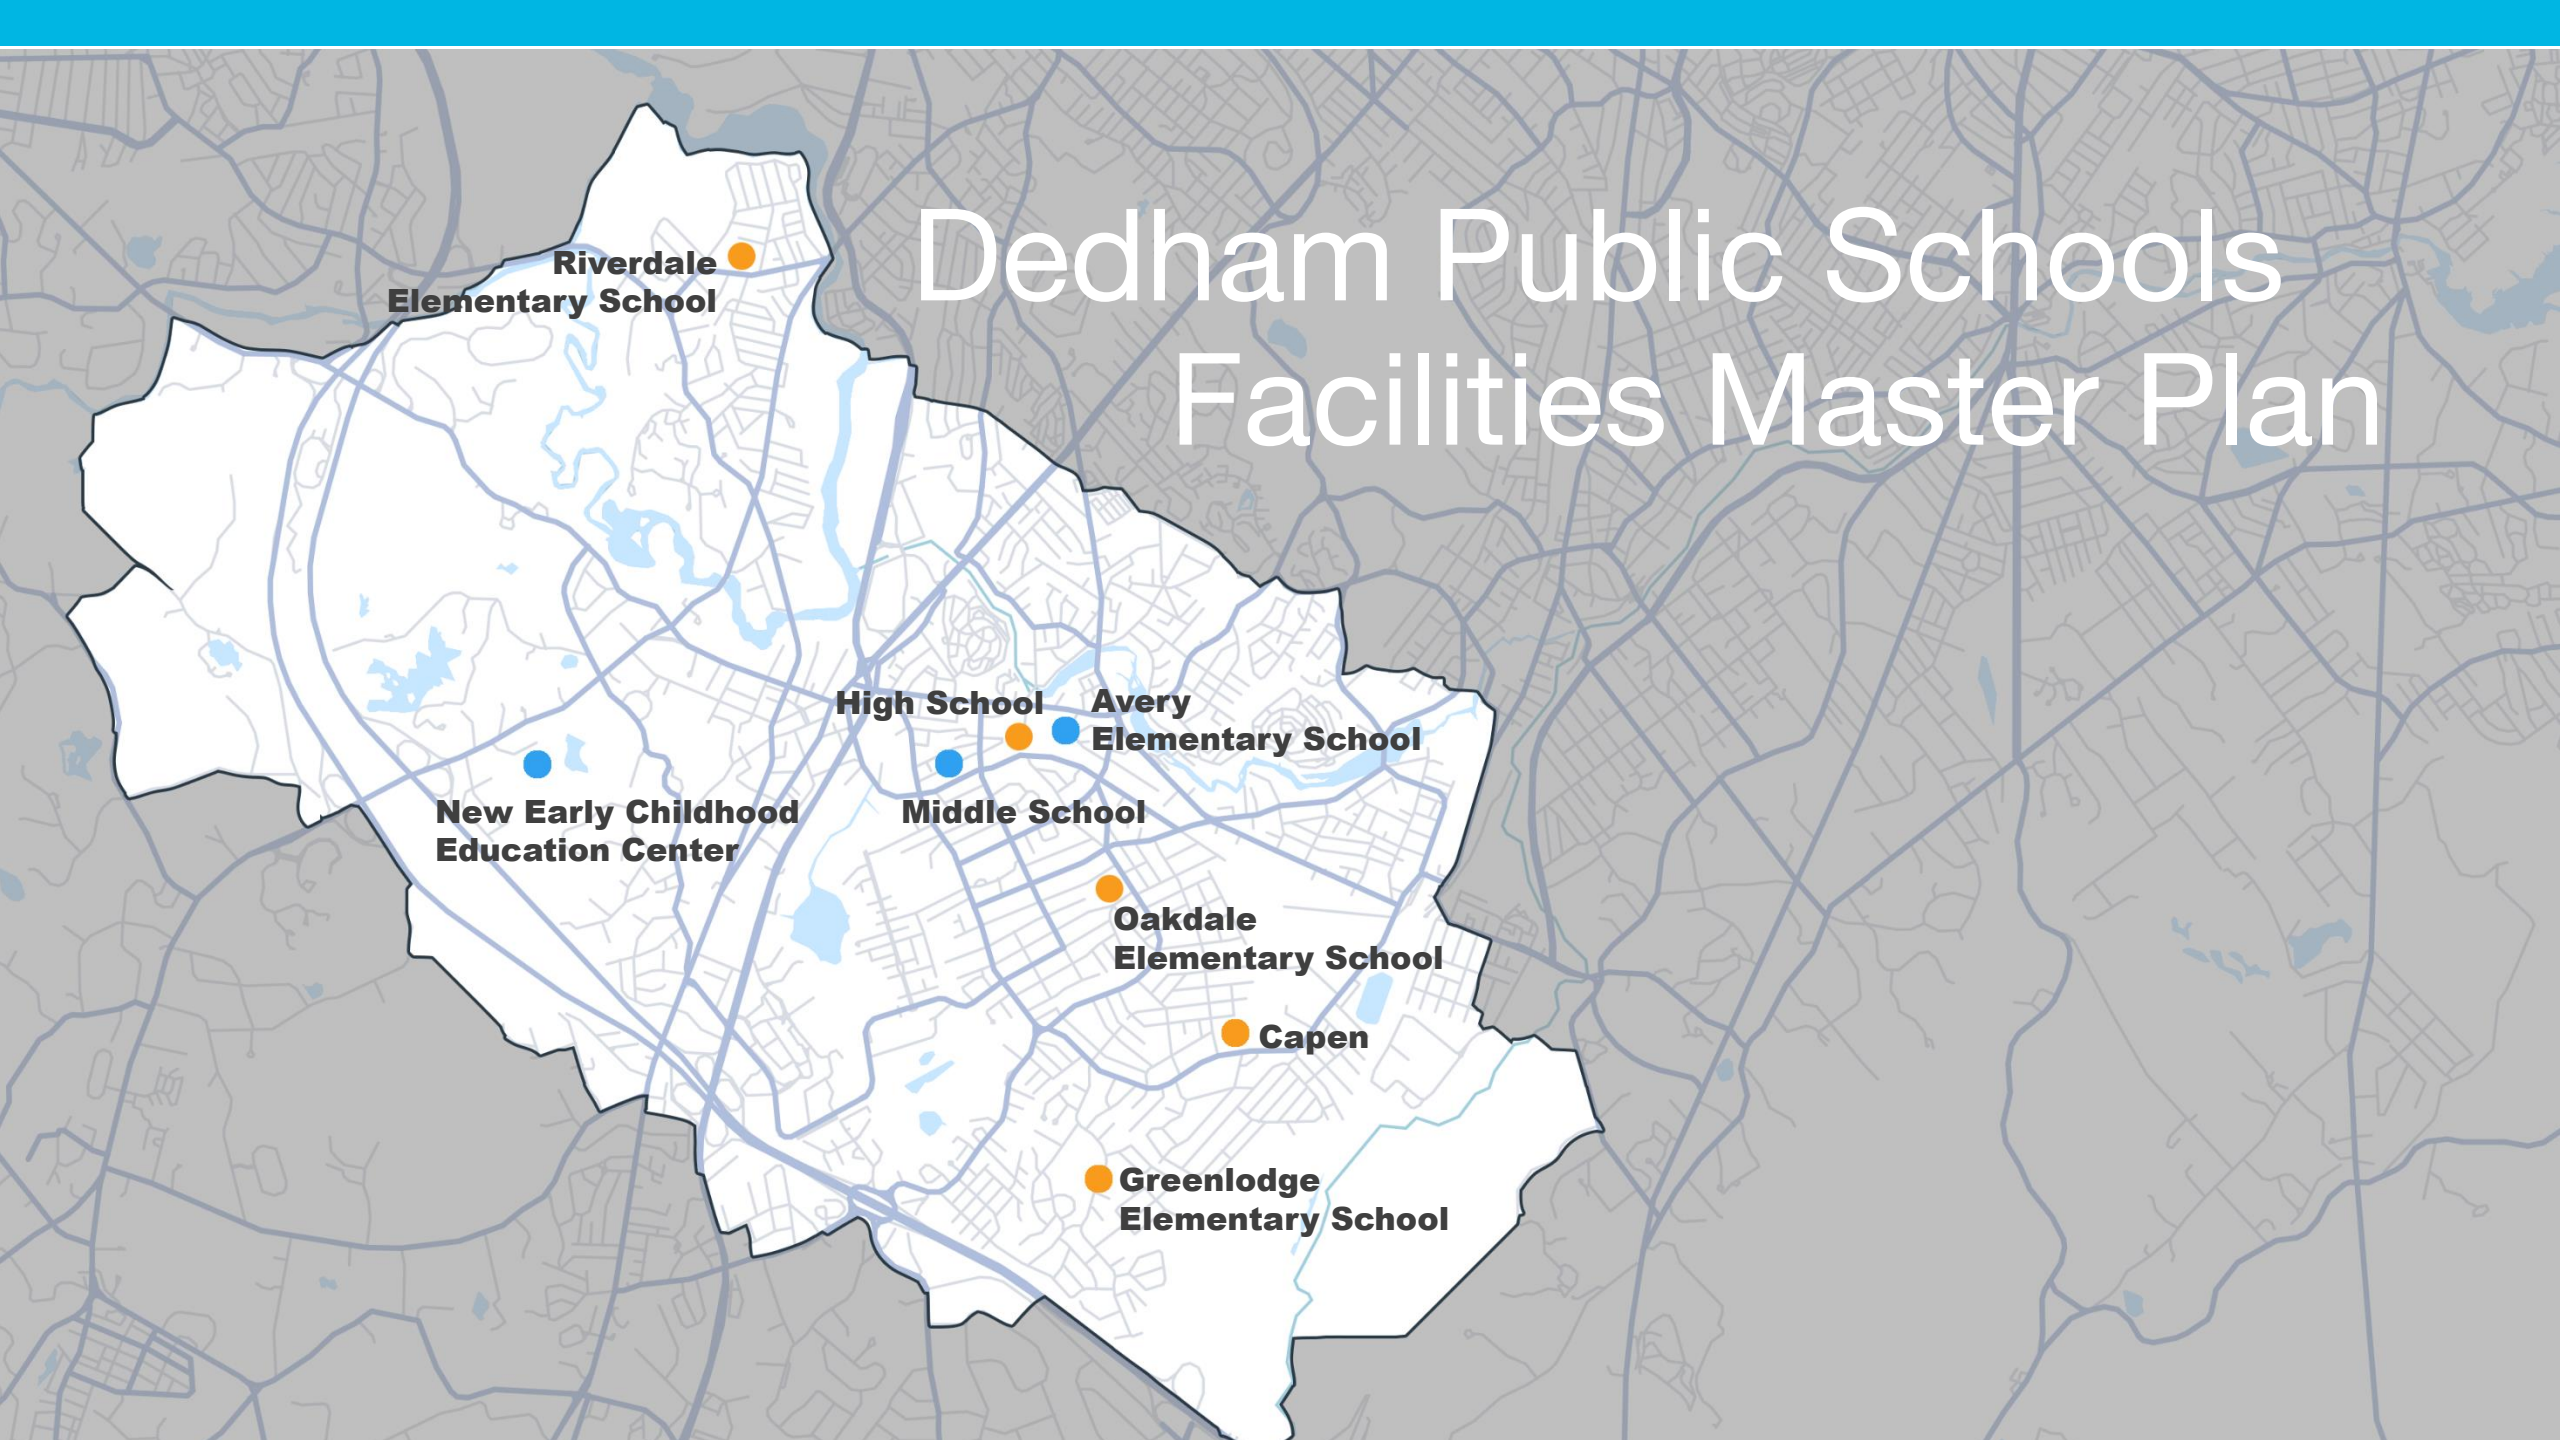 Dedham Public Schools
Facilities Master Plan
Riverdale
Elementary School
High School
Avery
Elementary School
New Early Childhood
Education Center
Middle School
Oakdale
Elementary School
Capen
Greenlodge
Elementary School